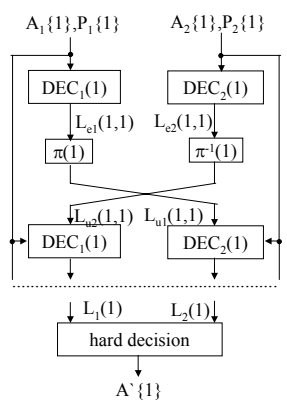 A₁{1},P₁{1} A₂{1},P₂{1}
DEC₁(1) DEC₂(1)
Lₑ₁(1,1) Lₑ₂(1,1)
π(1) π⁻¹(1)
Lᵤ₂(1,1) Lᵤ₁(1,1)
DEC₁(1) DEC₂(1)
L₁(1) L₂(1)
hard decision
A`{1}